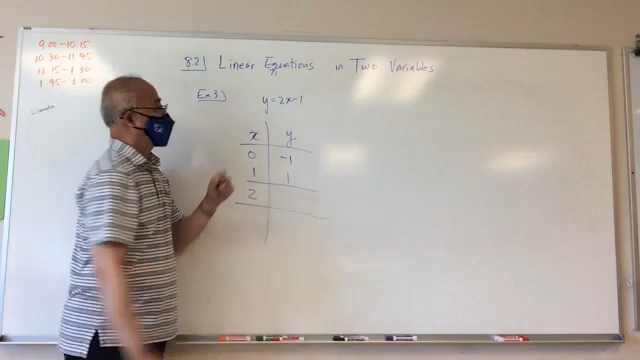 9:00-10:15
10:30-11:45
12:15-1:30
1:45-3:00
8.2 Linear Equations in Two Variables
Ex 3) y=2x-1
x y
0 -1
1 1
2